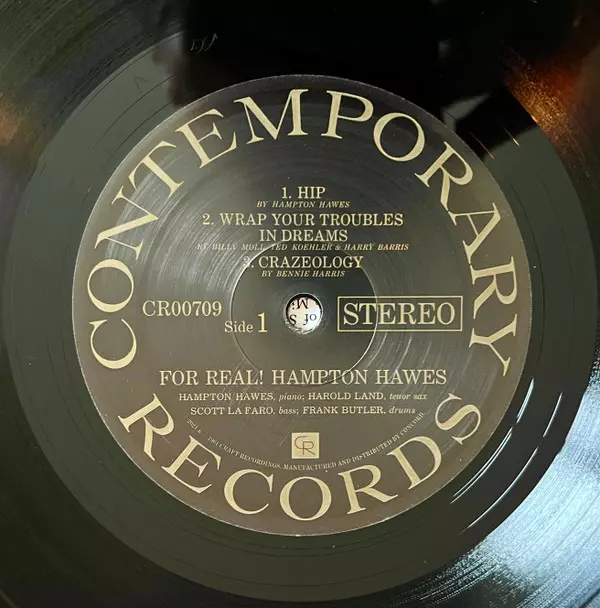 CONTEMPORARY
1. HIP
BY HAMPTON HAWES
2. WRAP YOUR TROUBLES
IN DREAMS
BY BILLY MOLL, TED KOEHLER & HARRY BARRIS
3. CRAZEOLOGY
BY BENNIE HARRIS
CR00709
Side 1
STEREO
FOR REAL! HAMPTON HAWES
HAMPTON HAWES, piano; HAROLD LAND, tenor sax
SCOTT LA FARO, bass; FRANK BUTLER, drums
CR
1961 CRAFT RECORDINGS, MANUFACTURED AND DISTRIBUTED BY CONCORD.
RECORDS